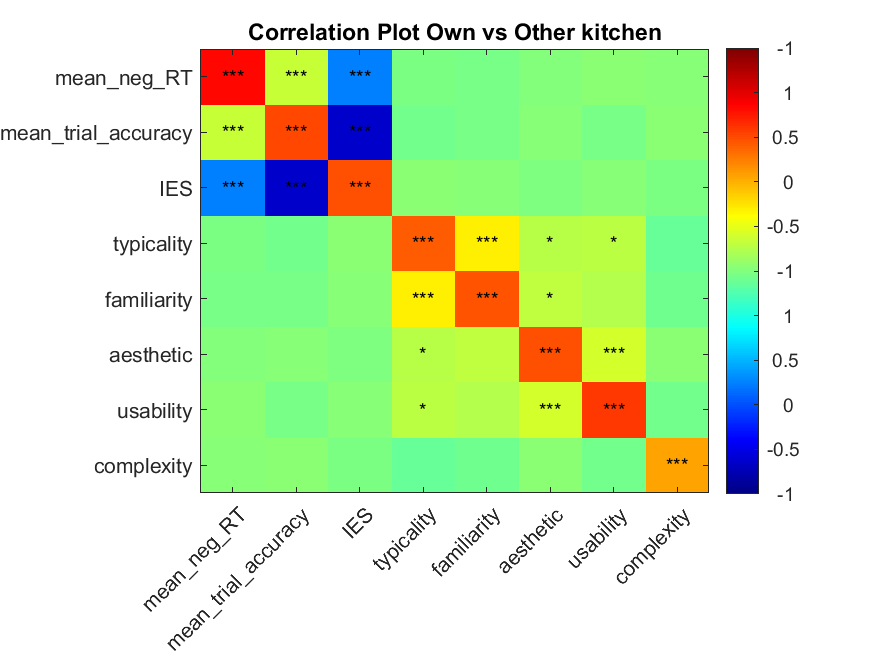 Correlation Plot Own vs Other kitchen
mean_neg_RT *** *** ***
mean_trial_accuracy *** *** ***
IES *** *** ***
typicality *** *** * *
familiarity *** *** *
aesthetic * *** ***
usability * *** ***
complexity ***
mean_neg_RT
mean_trial_accuracy
IES
typicality
familiarity
aesthetic
usability
complexity
-1
1
0.5
0
-0.5
-1
1
0.5
0
-0.5
-1